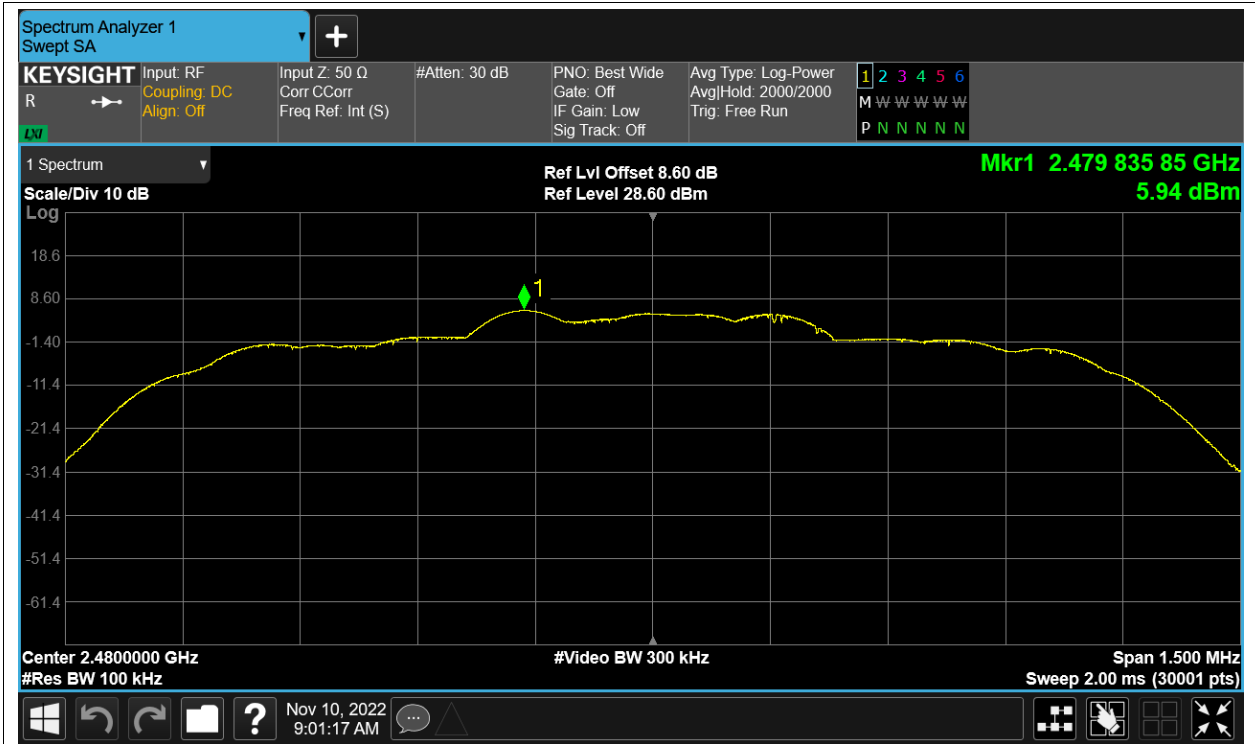 Spectrum Analyzer 1
Swept SA
KEYSIGHT
R
LXI
Input: RF
Coupling: DC
Align: Off
Input Z: 50 Ω
Corr CCorr
Freq Ref: Int (S)
#Atten: 30 dB
PNO: Best Wide
Gate: Off
IF Gain: Low
Sig Track: Off
Avg Type: Log-Power
Avg|Hold: 2000/2000
Trig: Free Run
1 2 3 4 5 6
M W W W W W
P N N N N N
1 Spectrum
Scale/Div 10 dB
Log
Ref Lvl Offset 8.60 dB
Ref Level 28.60 dBm
Mkr1 2.479 835 85 GHz
5.94 dBm
18.6
8.60
-1.40
-11.4
-21.4
-31.4
-41.4
-51.4
-61.4
1
Center 2.4800000 GHz
#Res BW 100 kHz
#Video BW 300 kHz
Span 1.500 MHz
Sweep 2.00 ms (30001 pts)
?
Nov 10, 2022
9:01:17 AM